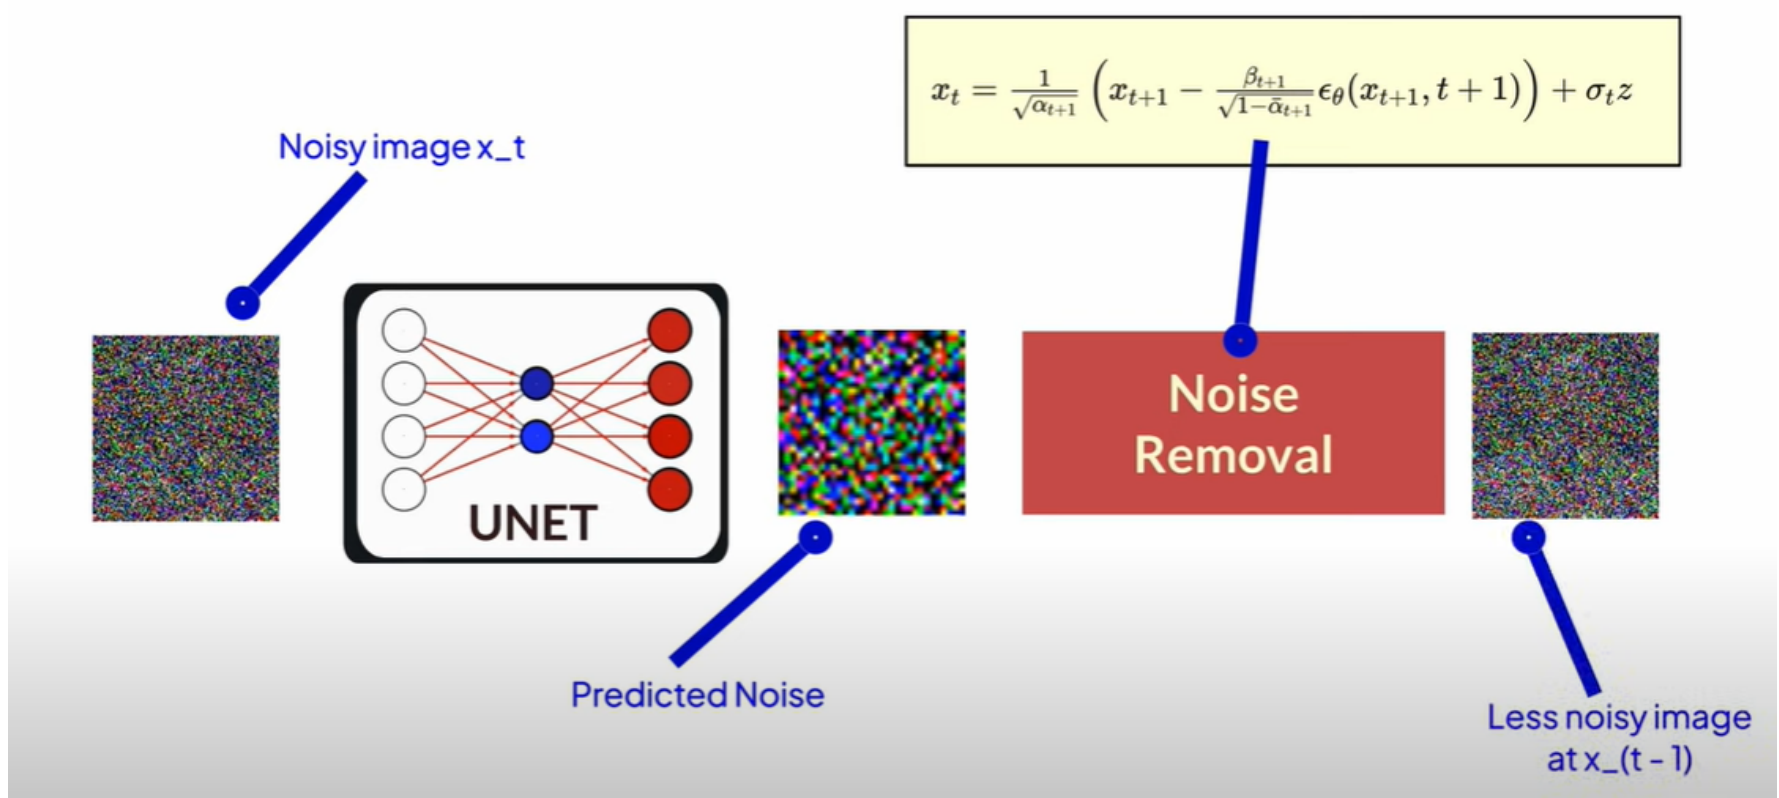 x_t = 1/√α_{t+1} (x_{t+1} − β_{t+1}/√(1−ᾱ_{t+1}) ϵ_θ(x_{t+1}, t + 1)) + σ_t z
Noisy image x_t
UNET
Noise
Removal
Predicted Noise
Less noisy image
at x_(t - 1)